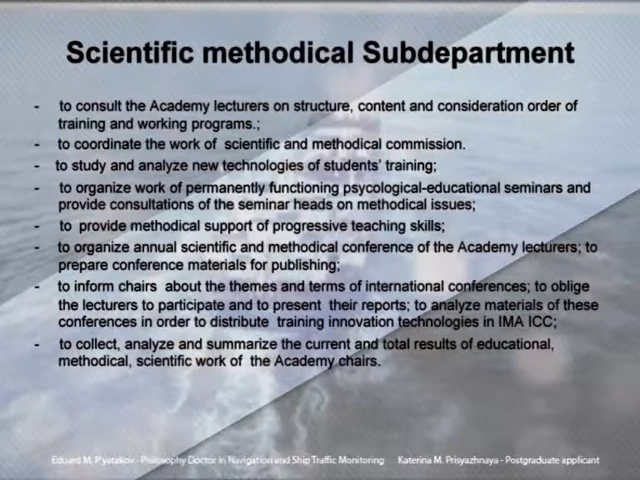 Scientific methodical Subdepartment
- to consult the Academy lecturers on structure, content and consideration order of
training and working programs.;
- to coordinate the work of scientific and methodical commission.
- to study and analyze new technologies of students' training;
- to organize work of permanently functioning psycological-educational seminars and
provide consultations of the seminar heads on methodical issues;
- to provide methodical support of progressive teaching skills;
- to organize annual scientific and methodical conference of the Academy lecturers; to
prepare conference materials for publishing;
- to inform chairs about the themes and terms of international conferences; to oblige
the lecturers to participate and to present their reports; to analyze materials of these
conferences in order to distribute training innovation technologies in IMA ICC;
- to collect, analyze and summarize the current and total results of educational,
methodical, scientific work of the Academy chairs.
Eduard M. P'yatakov - Philosophy Doctor in Navigation and Ship Traffic Monitoring Katerina M. Prisyazhnaya - Postgraduate applicant